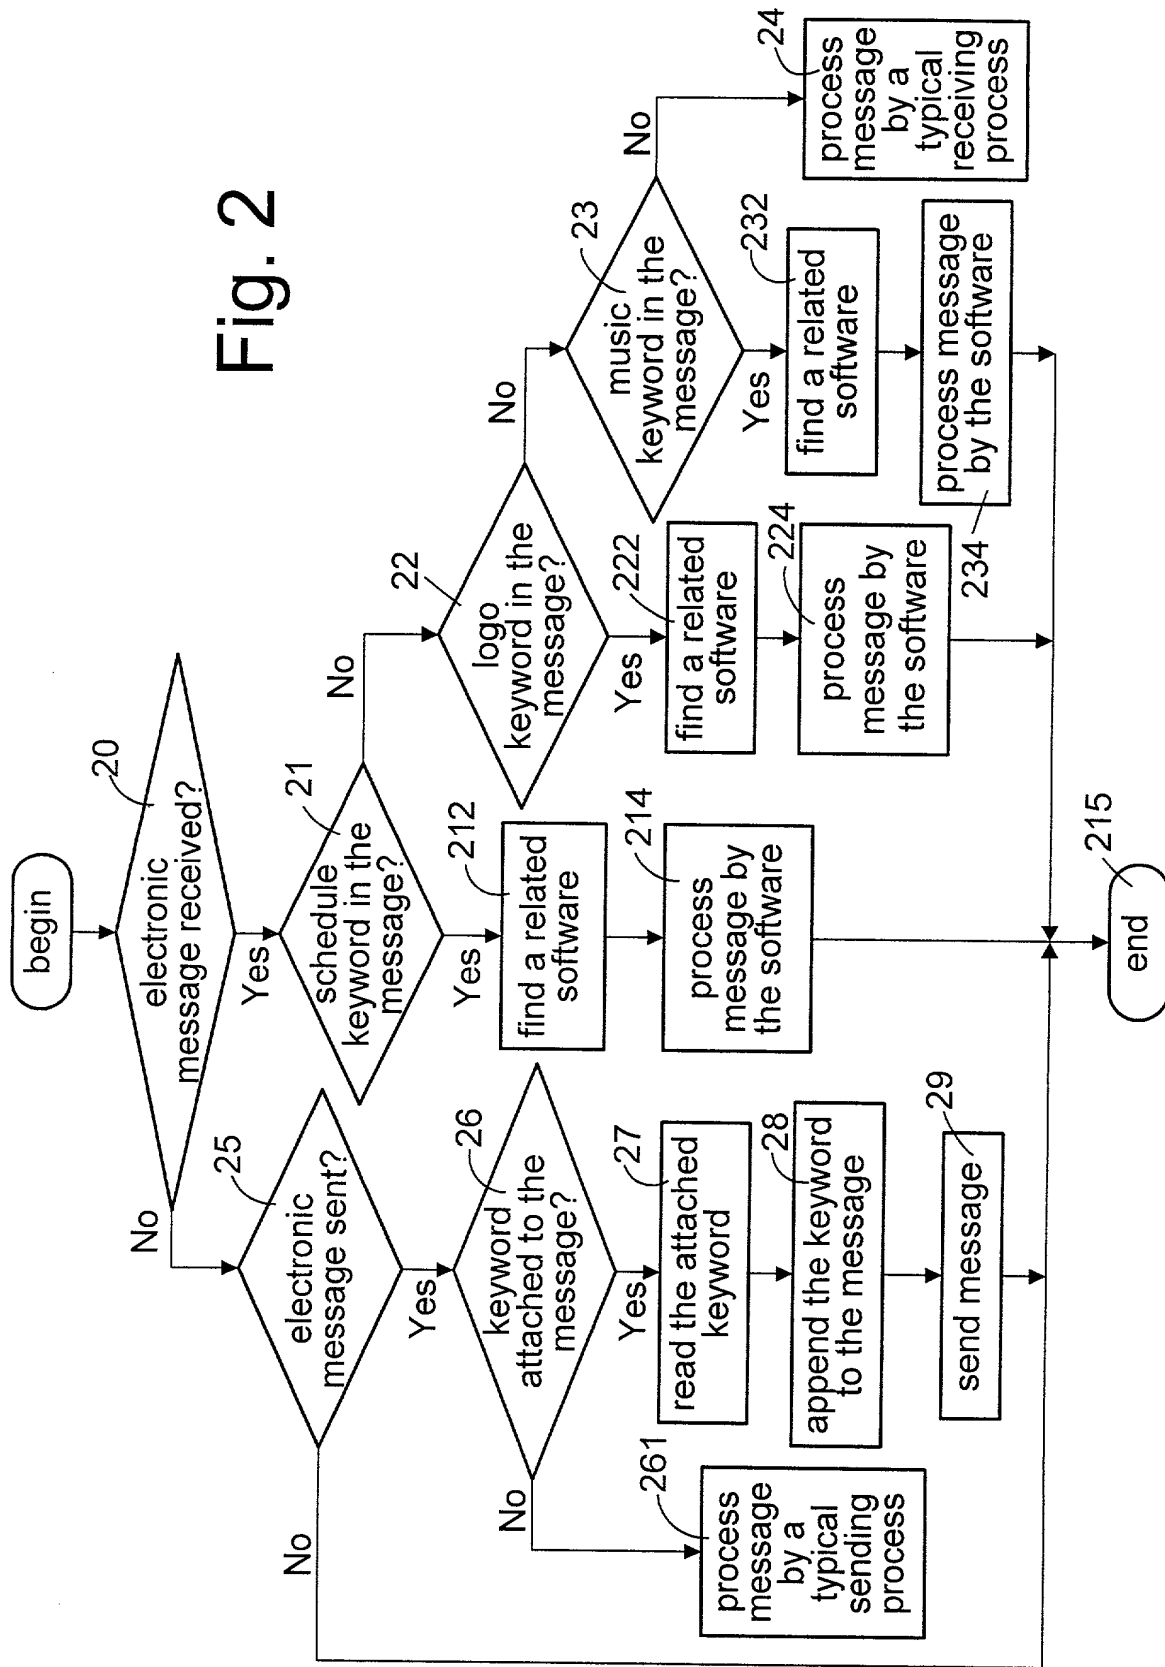 Fig. 2
begin
20
electronic
message received?
No
Yes
25
electronic
message sent?
No
Yes
21
schedule
keyword in the
message?
No
Yes
26
keyword
attached to the
message?
No
Yes
22
logo
keyword in the
message?
No
Yes
23
music
keyword in the
message?
No
Yes
261
process
message
by a
typical
sending
process
27
read the attached
keyword
28
append the keyword
to the message
29
send message
212
find a related
software
214
process
message by
the software
222
find a related
software
224
process
message by
the software
232
find a related
software
process message
by the software
234
24
process
message
by a
typical
receiving
process
215
end